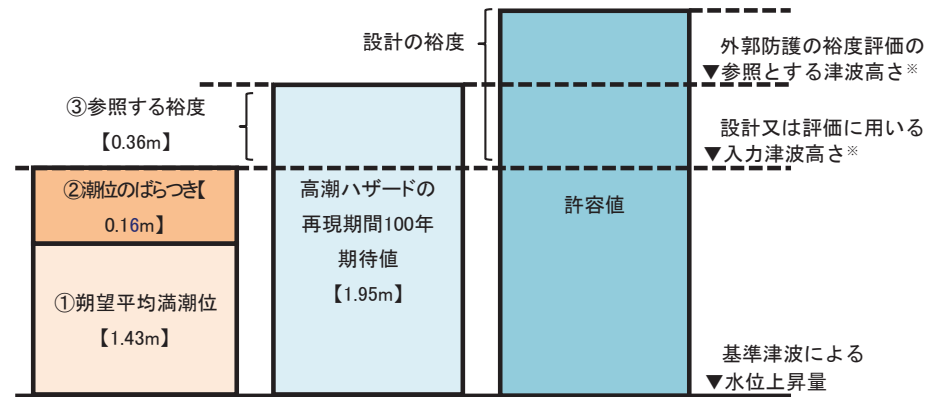 設計の裕度
外郭防護の裕度評価の
▼参照とする津波高さ※
③参照する裕度
【0.36m】
設計又は評価に用いる
▼入力津波高さ※
②潮位のばらつき【
0.16m】
高潮ハザードの
再現期間100年
期待値
【1.95m】
許容値
①朔望平均満潮位
【1.43m】
基準津波による
▼水位上昇量